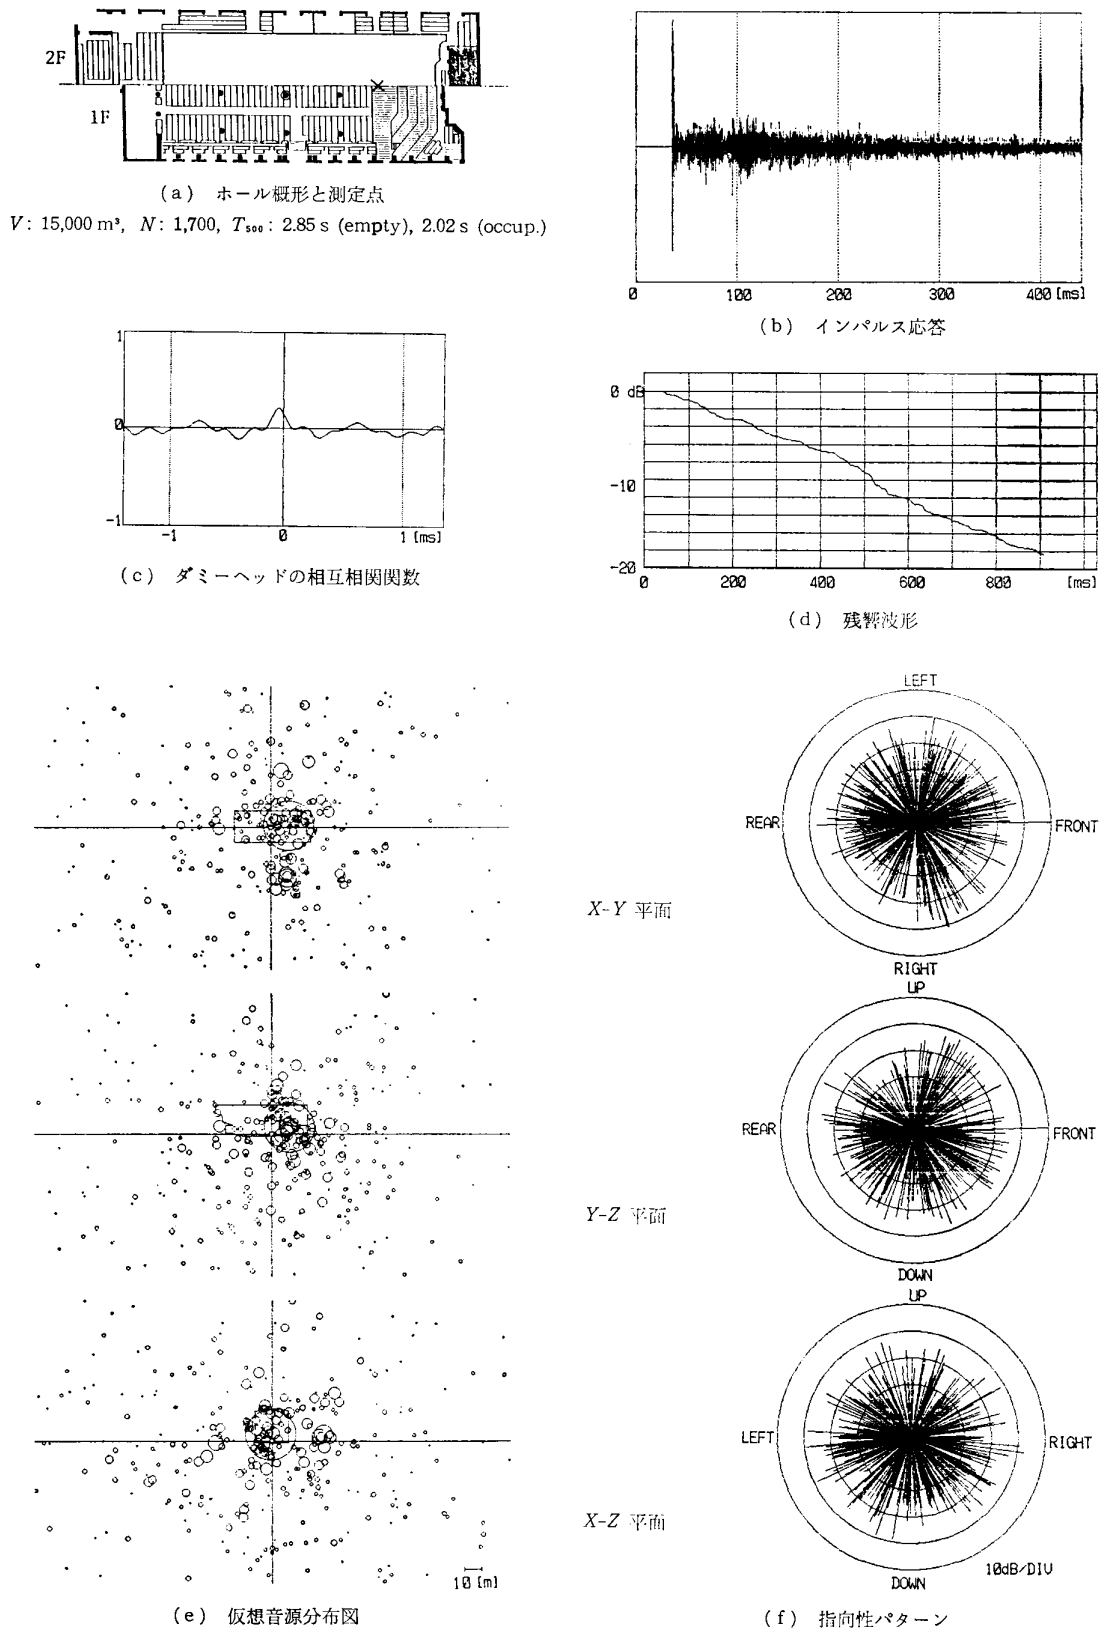 2F
1F
(a) ホール概形と測定点
V: 15,000 m³, N: 1,700, T₅₀₀: 2.85 s (empty), 2.02 s (occup.)
0 100 200 300 400 [ms]
(b) インパルス応答
1
0
-1
-1 0 1 [ms]
(c) ダミーヘッドの相互相関関数
0 dB
-10
-20
0 200 400 600 800 [ms]
(d) 残響波形
LEFT
REAR FRONT
X-Y 平面
RIGHT
UP
REAR FRONT
Y-Z 平面
DOWN
UP
LEFT RIGHT
X-Z 平面
10dB/DIV
DOWN
10 [m]
(e) 仮想音源分布図
(f) 指向性パターン